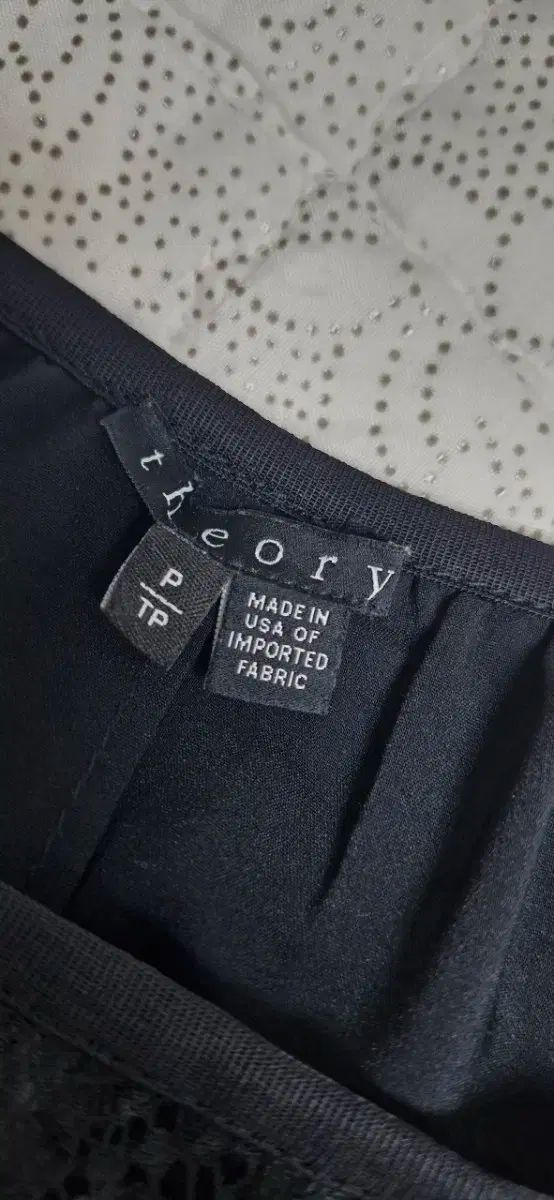 theory
P
TP
MADE IN
USA OF
IMPORTED
FABRIC